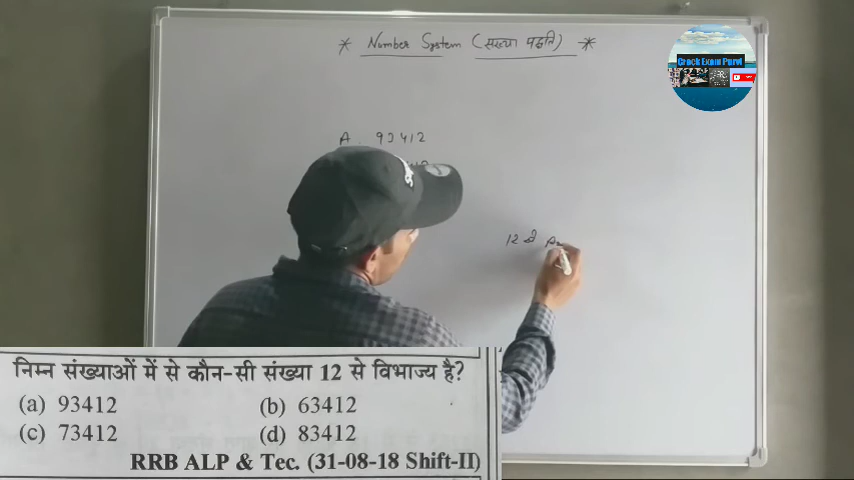 * Number System (संख्या पद्धति) *
Crack Exam Purvi
A. 93412
12 से
निम्न संख्याओं में से कौन-सी संख्या 12 से विभाज्य है?
(a) 93412 (b) 63412
(c) 73412 (d) 83412
RRB ALP & Tec. (31-08-18 Shift-II)